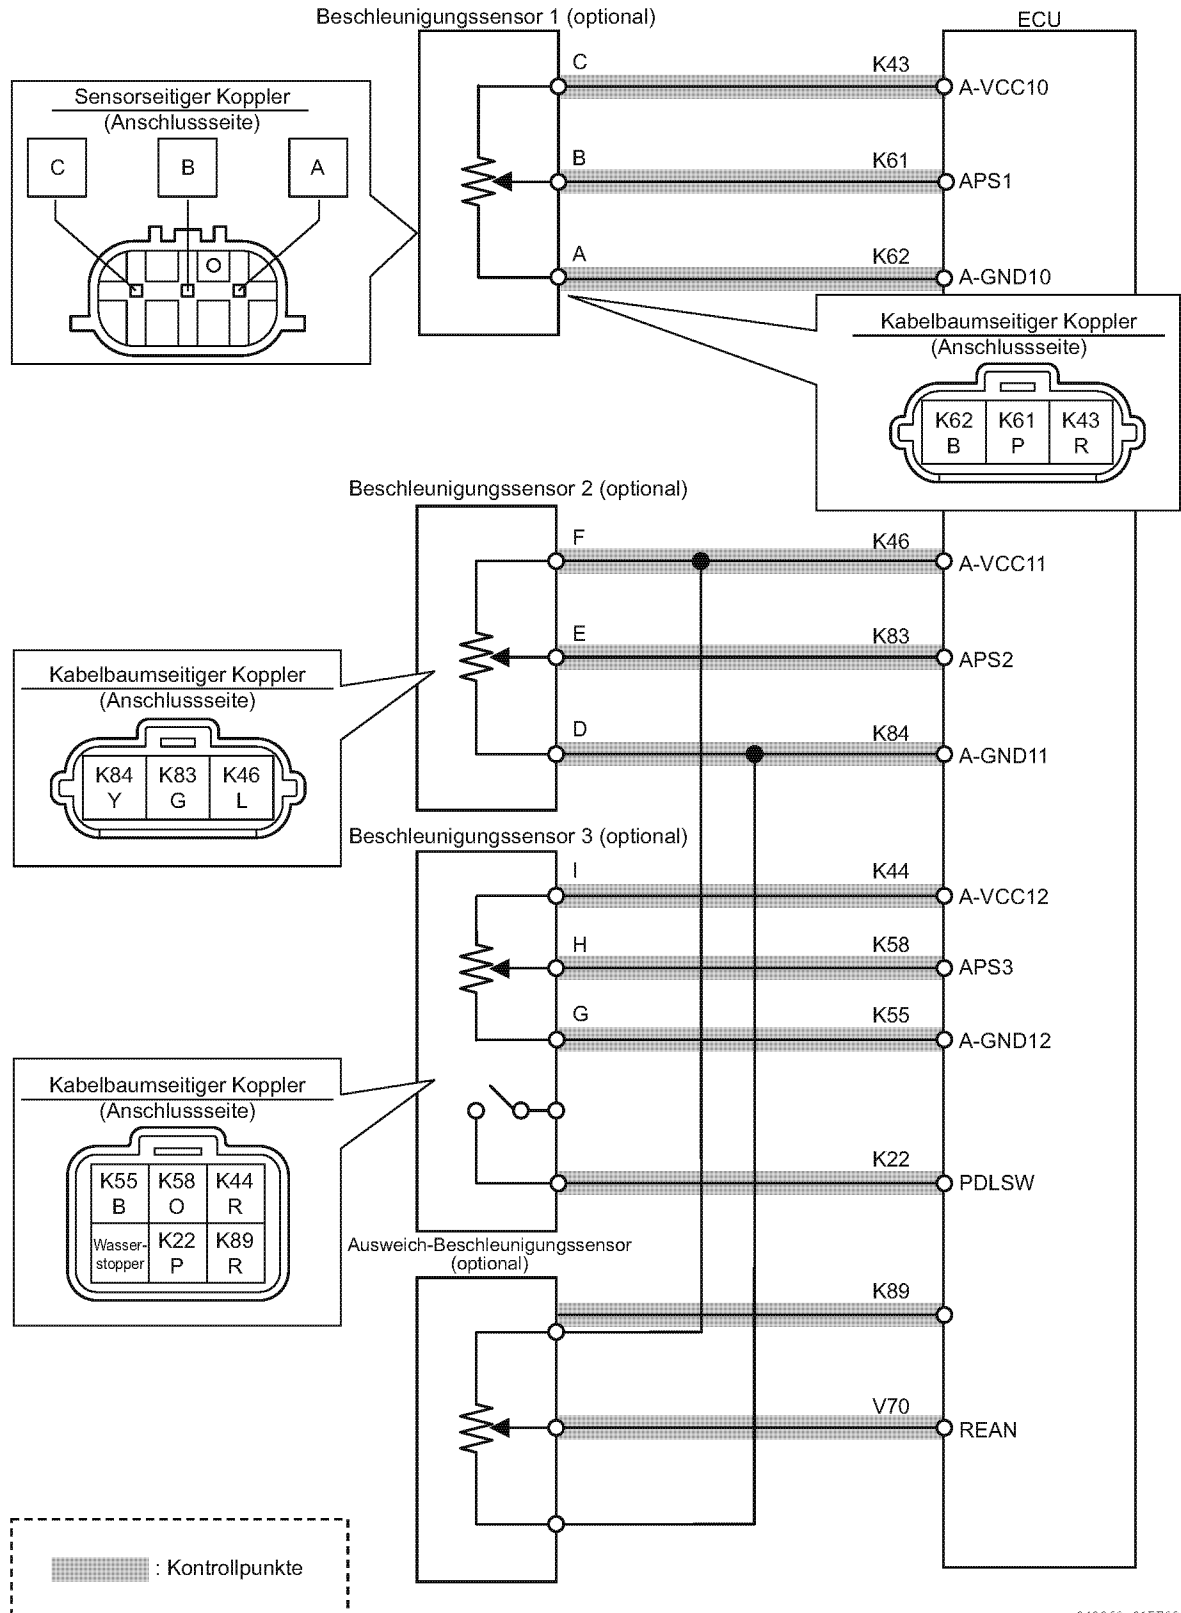 Beschleunigungssensor 1 (optional)
ECU
Sensorseitiger Koppler
(Anschlussseite)
C
B
A
C
K43
A-VCC10
B
K61
APS1
A
K62
A-GND10
Kabelbaumseitiger Koppler
(Anschlussseite)
K62
B
K61
P
K43
R
Beschleunigungssensor 2 (optional)
F
K46
A-VCC11
E
K83
APS2
D
K84
A-GND11
Kabelbaumseitiger Koppler
(Anschlussseite)
K84
Y
K83
G
K46
L
Beschleunigungssensor 3 (optional)
I
K44
A-VCC12
H
K58
APS3
G
K55
A-GND12
Kabelbaumseitiger Koppler
(Anschlussseite)
K55
B
K58
O
K44
R
Wasser-
stopper
K22
P
K89
R
K22
PDLSW
Ausweich-Beschleunigungssensor
(optional)
K89
V70
REAN
: Kontrollpunkte